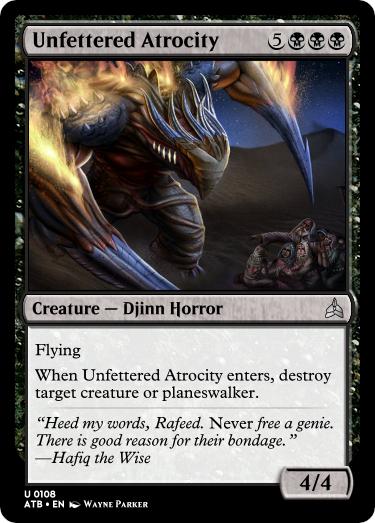 Unfettered Atrocity 5
Creature — Djinn Horror
Flying
When Unfettered Atrocity enters, destroy
target creature or planeswalker.
“Heed my words, Rafeed. Never free a genie.
There is good reason for their bondage.”
—Hafiq the Wise
4/4
U 0108
ATB • EN Wayne Parker